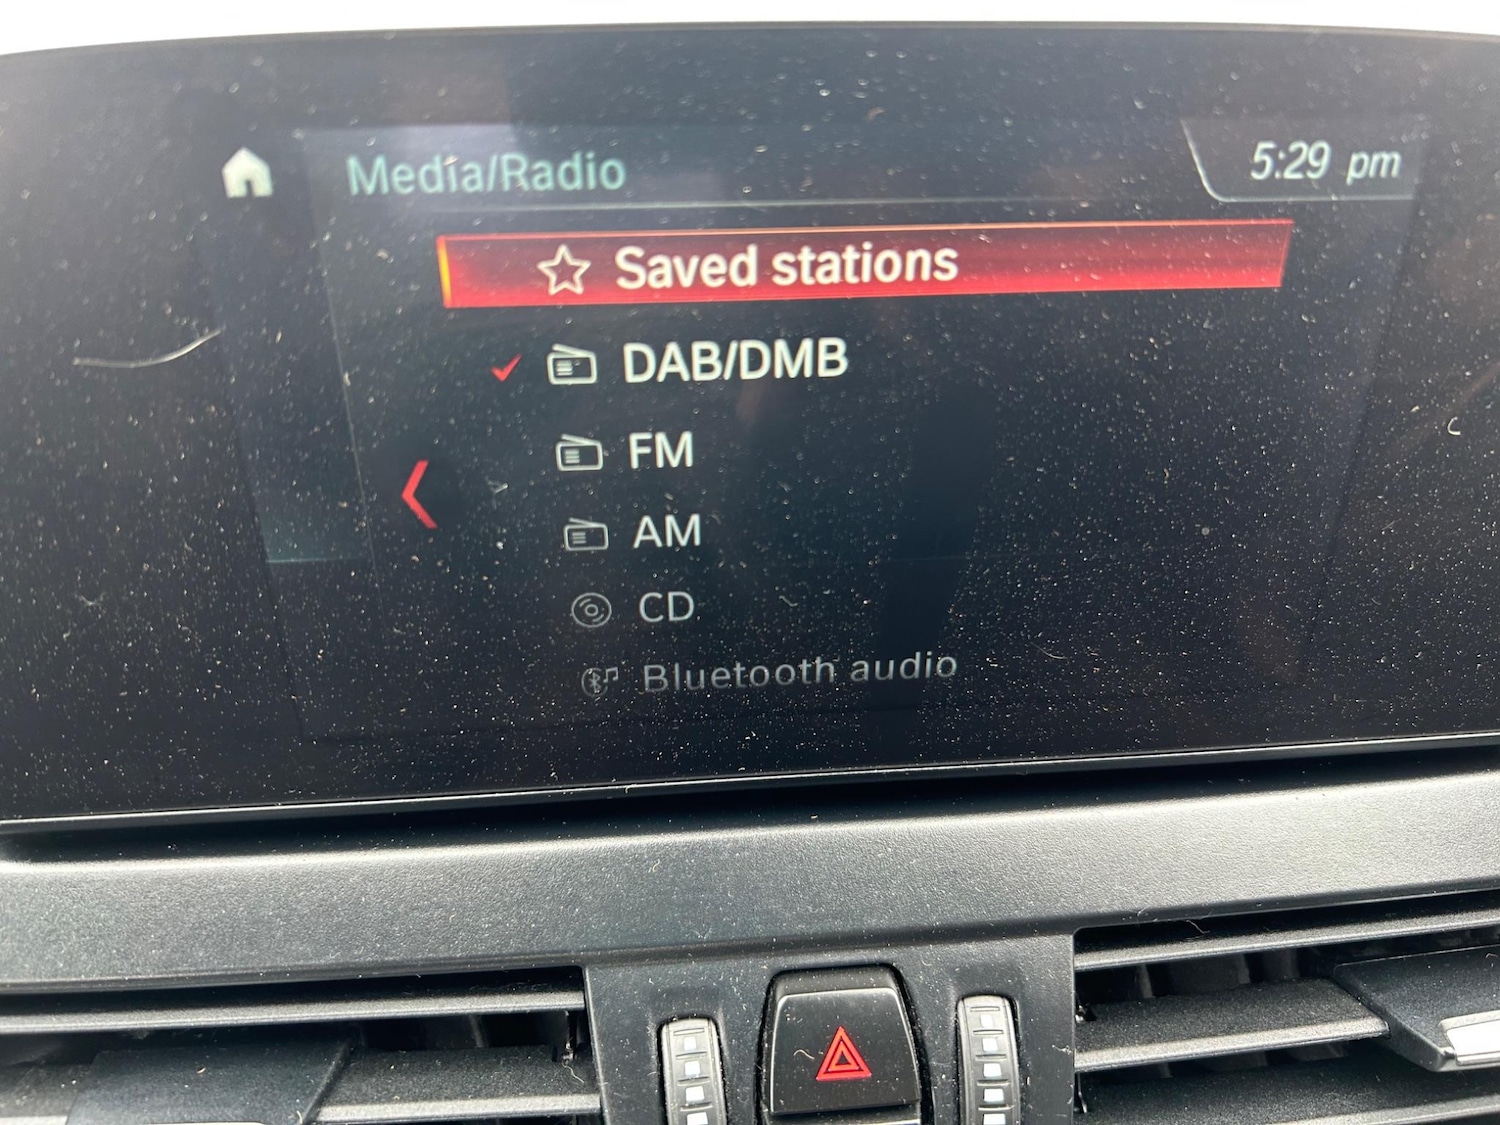 Media/Radio
5:29 pm
Saved stations
DAB/DMB
FM
AM
CD
Bluetooth audio